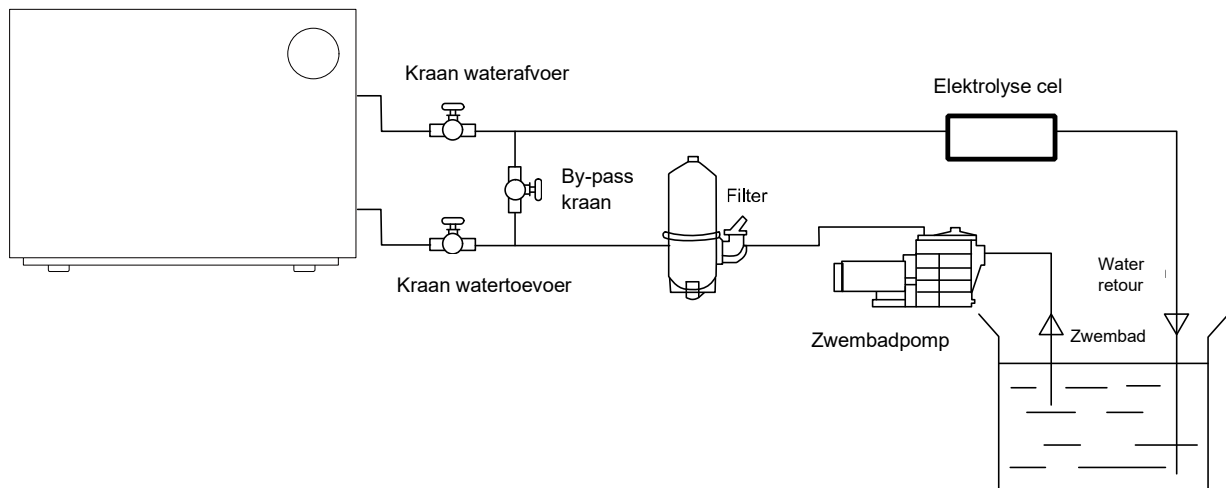 Kraan waterafvoer
Elektrolyse cel
By-pass
kraan
Filter
Kraan watertoevoer
Water
retour
Zwembadpomp
Zwembad